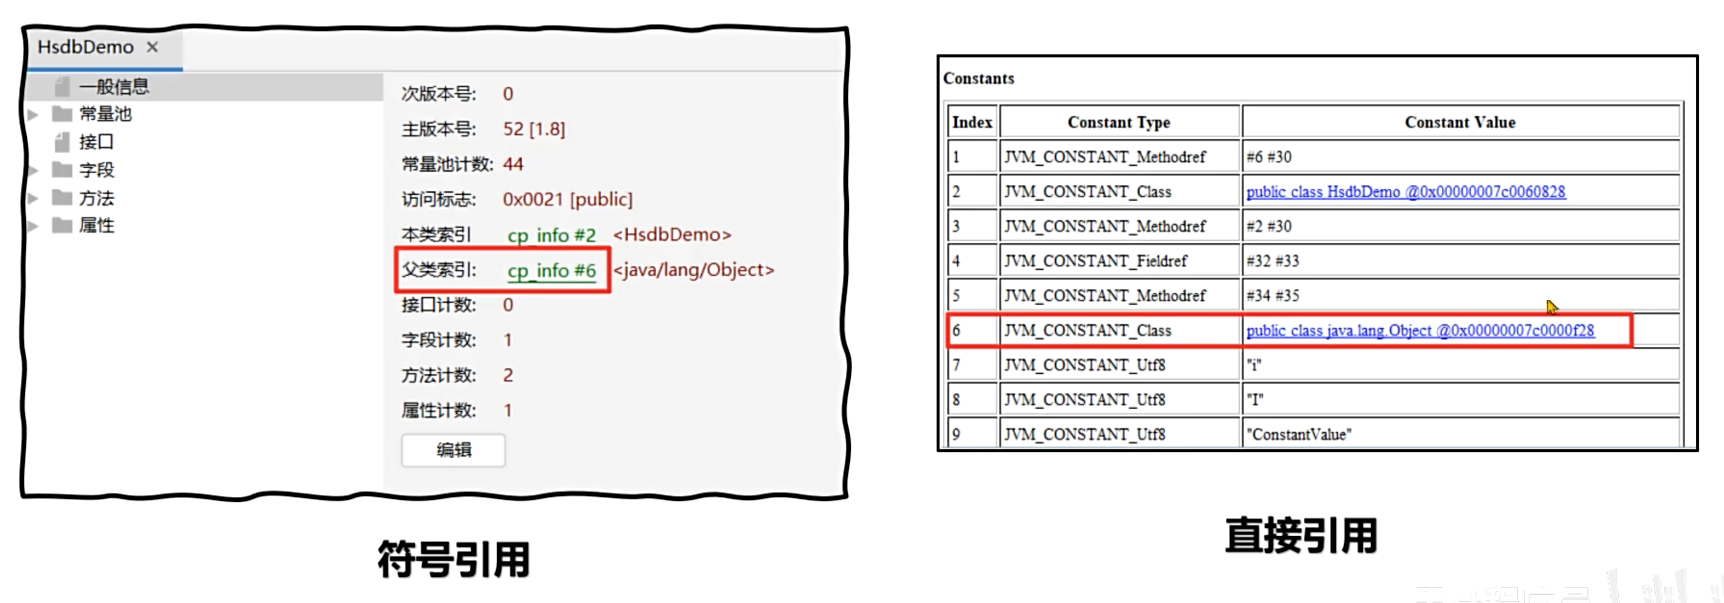 HsdbDemo ×
一般信息
常量池
接口
字段
方法
属性
次版本号: 0
主版本号: 52 [1.8]
常量池计数: 44
访问标志: 0x0021 [public]
本类索引 cp_info #2 <HsdbDemo>
父类索引: cp_info #6 <java/lang/Object>
接口计数: 0
字段计数: 1
方法计数: 2
属性计数: 1
编辑
符号引用
Constants
Index Constant Type Constant Value
1 JVM_CONSTANT_Methodref #6 #30
2 JVM_CONSTANT_Class public class HsdbDemo @0x00000007c0060828
3 JVM_CONSTANT_Methodref #2 #30
4 JVM_CONSTANT_Fieldref #32 #33
5 JVM_CONSTANT_Methodref #34 #35
6 JVM_CONSTANT_Class public class java.lang.Object @0x00000007c0000f28
7 JVM_CONSTANT_Utf8 "i"
8 JVM_CONSTANT_Utf8 "I"
9 JVM_CONSTANT_Utf8 "ConstantValue"
直接引用